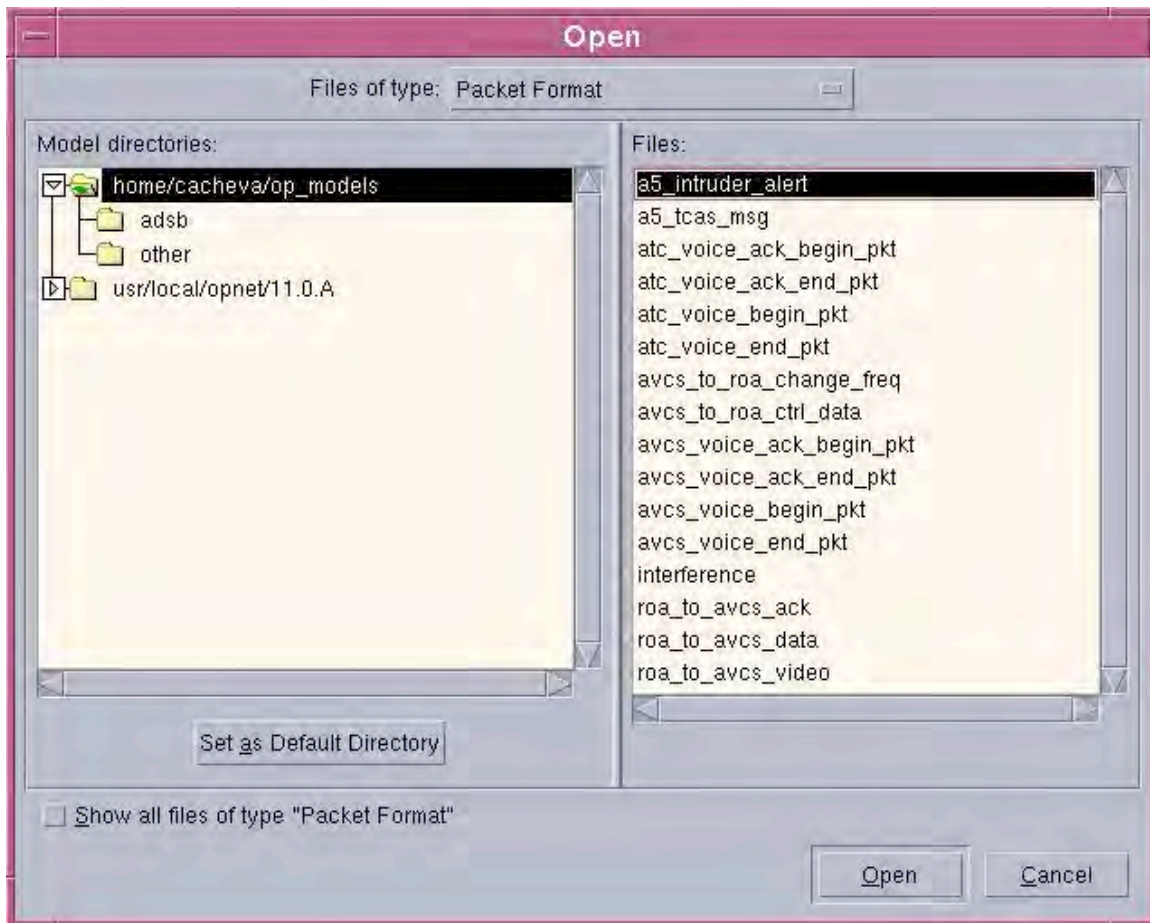 Open
Files of type: Packet Format
Model directories:
home/cacheva/op_models
adsb
other
usr/local/opnet/11.0.A
Set as Default Directory
Files:
a5_intruder_alert
a5_tcas_msg
atc_voice_ack_begin_pkt
atc_voice_ack_end_pkt
atc_voice_begin_pkt
atc_voice_end_pkt
avcs_to_roa_change_freq
avcs_to_roa_ctrl_data
avcs_voice_ack_begin_pkt
avcs_voice_ack_end_pkt
avcs_voice_begin_pkt
avcs_voice_end_pkt
interference
roa_to_avcs_ack
roa_to_avcs_data
roa_to_avcs_video
Show all files of type "Packet Format"
Open
Cancel